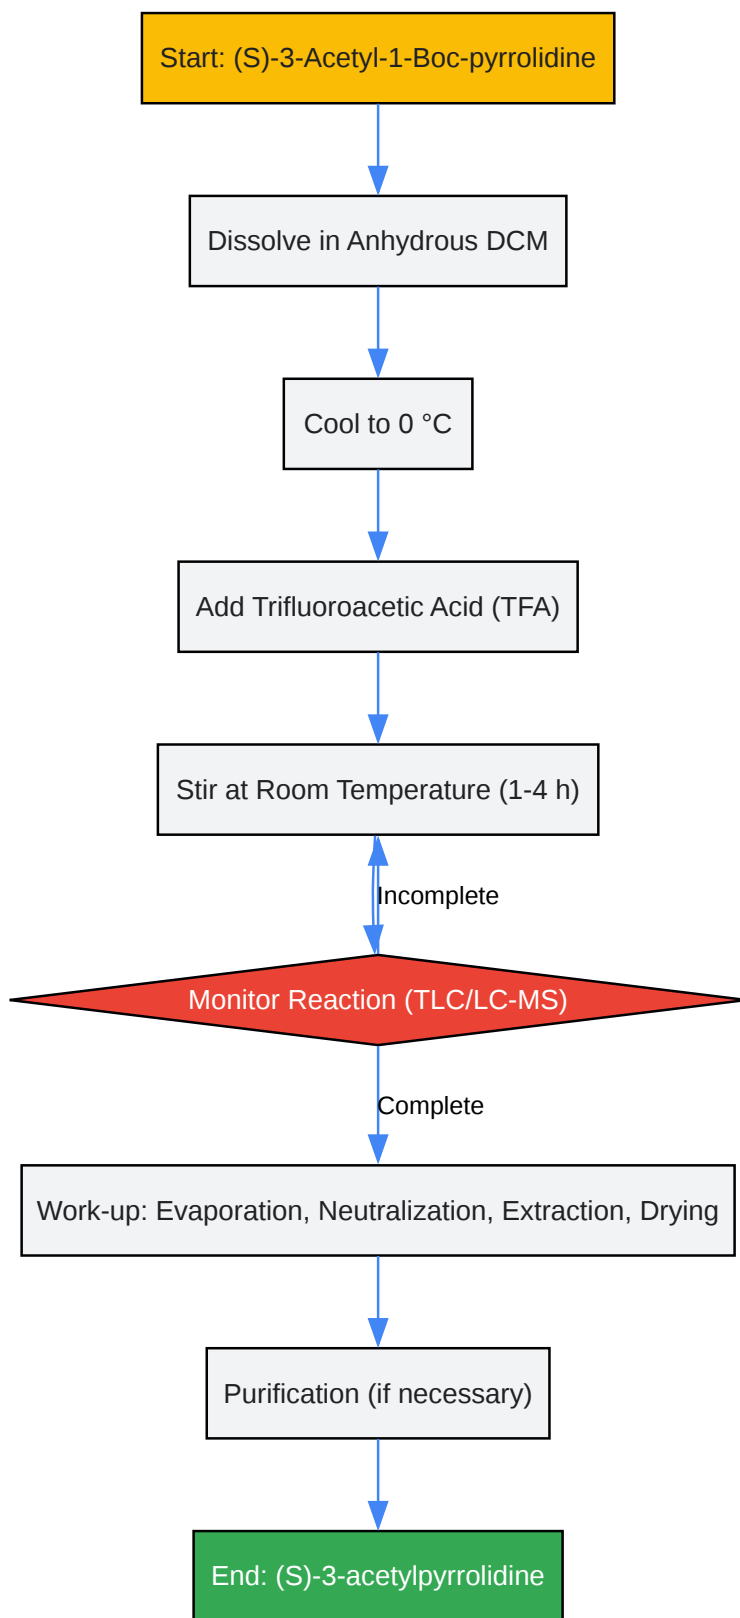 Start: (S)-3-Acetyl-1-Boc-pyrrolidine
Dissolve in Anhydrous DCM
Cool to 0 °C
Add Trifluoroacetic Acid (TFA)
Stir at Room Temperature (1-4 h)
Incomplete
Monitor Reaction (TLC/LC-MS)
Complete
Work-up: Evaporation, Neutralization, Extraction, Drying
Purification (if necessary)
End: (S)-3-acetylpyrrolidine